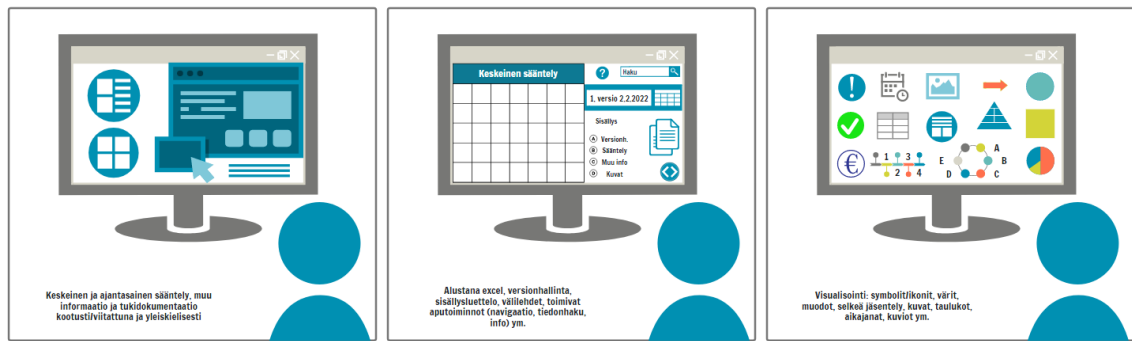 Keskeinen ja ajantasainen sääntely, muu
informaatio ja tukidokumentaatio
kootusti/viitattuna ja yleiskielisesti
Keskeinen sääntely
?
Haku
1. versio 2.2.2022
Sisällys
A Versionh.
B Sääntely
C Muu info
D Kuvat
Alustana excel, versionhallinta,
sisällysluettelo, välilehdet, toimivat
aputoiminnot (navigaatio, tiedonhaku,
info) ym.
!
€
1 3
2 4
A
E B
D C
Visualisointi: symbolit/ikonit, värit,
muodot, selkeä jäsentely, kuvat, taulukot,
aikajanat, kuviot ym.